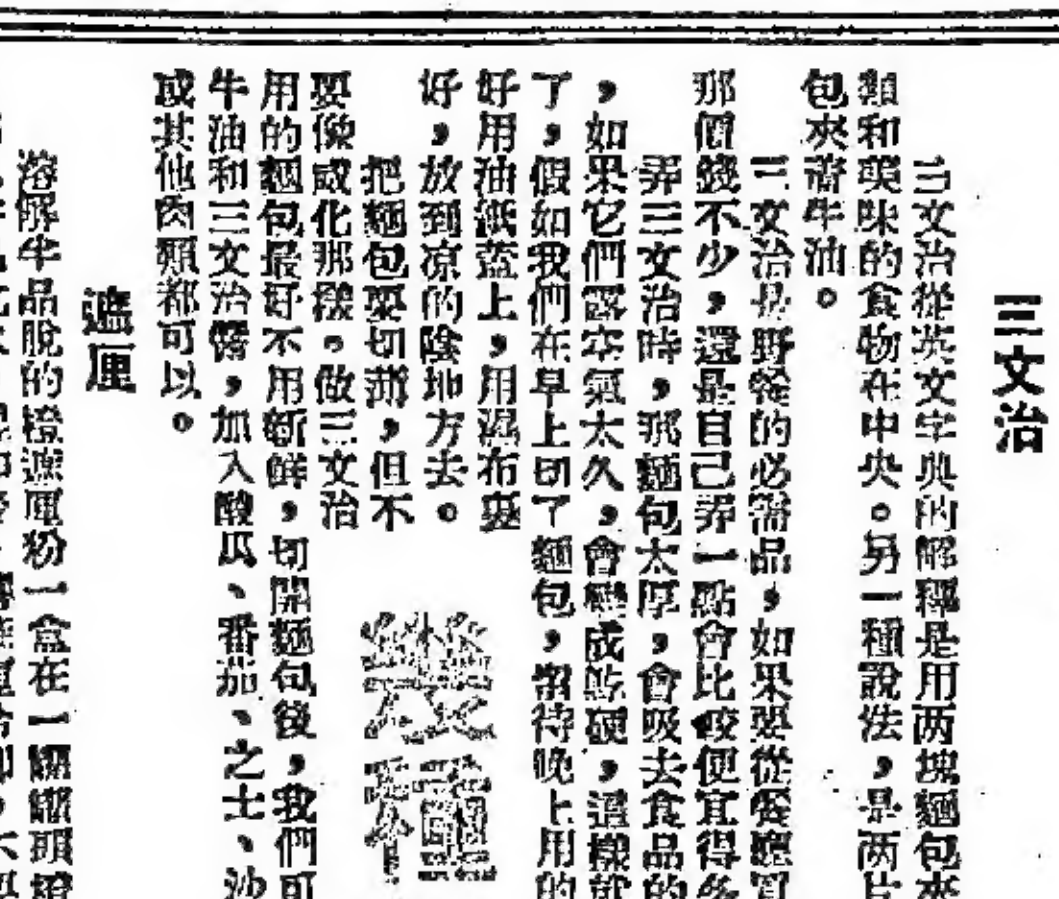 三文治
三文治從英文字典的解釋是用两塊麵包夾
類和美味的食物在中央。另一種說法，是两片
包夾著牛油。
三文治是野餐的必需品，如果要從餐廳買
那價錢不少，還是自己弄一點會比較便宜得多
弄三文治時，飛麵包太厚，會吸去食品的
，如果它們露空氣太久，會變成乾硬，這樣就
了，假如我們在早上切了麵包，留待晚上用的
好用油紙蓋上，用濕布裹
好，放到凉的陰地方去。
把麵包要切薄，但不
要像威化那樣。做三文治
用的麵包最好不用新鮮，切開麵包後，我們可
牛油和三文治醬，加入酸瓜、番茄、之士、沙
或其他肉類都可以。
遮厘
溶解半品脫的橙遮厘粉一盒在一罐罐頭橙